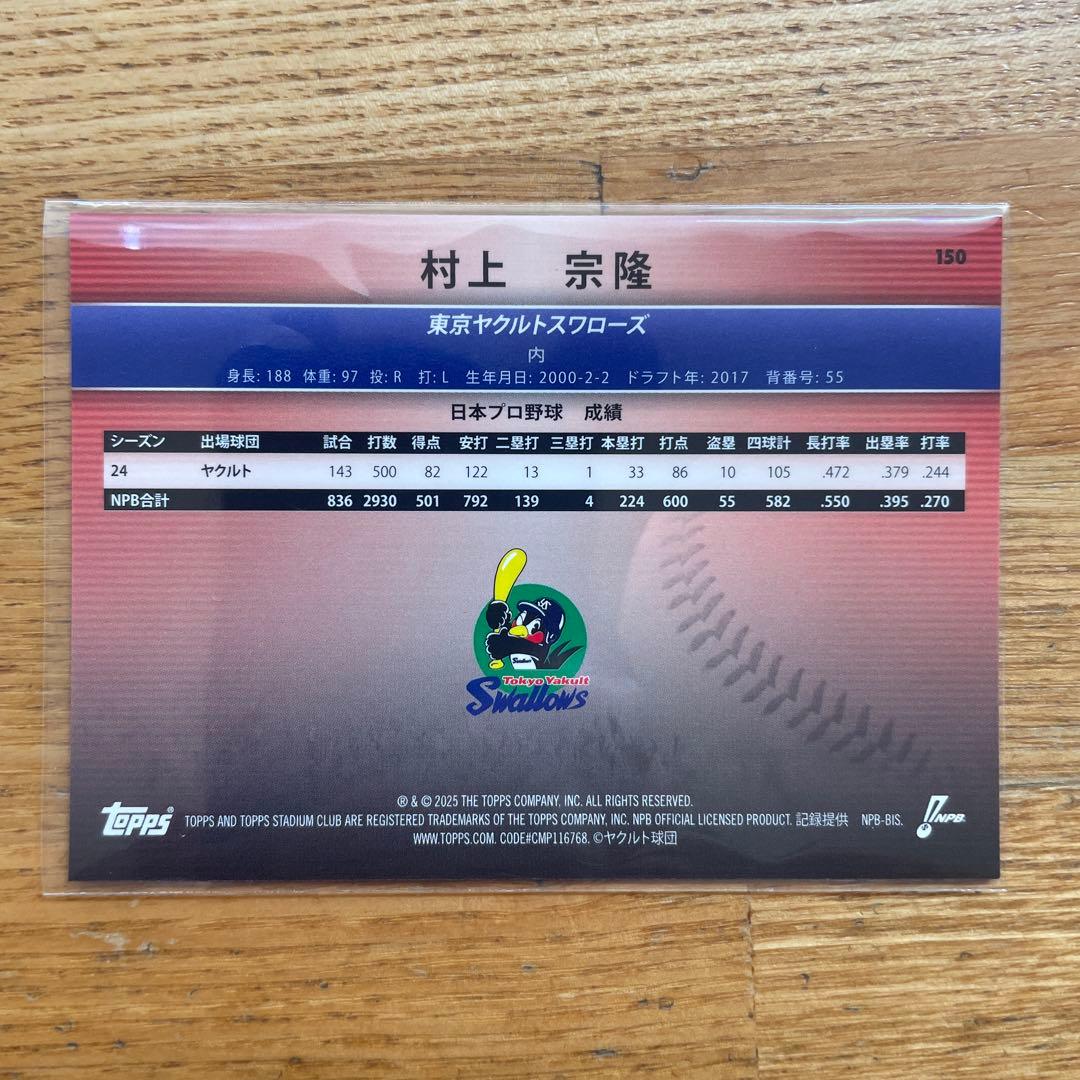 村上 宗隆
150
東京ヤクルトスワローズ
内
身長: 188 体重: 97 投: R 打: L 生年月日: 2000-2-2 ドラフト年: 2017 背番号: 55
日本プロ野球 成績
シーズン 出場球団 試合 打数 得点 安打 二塁打 三塁打 本塁打 打点 盗塁 四球計 長打率 出塁率 打率
24 ヤクルト 143 500 82 122 13 1 33 86 10 105 .472 .379 .244
NPB合計 836 2930 501 792 139 4 224 600 55 582 .550 .395 .270
Swallows
Tokyo Yakult
Swallows
® & © 2025 THE TOPPS COMPANY, INC. ALL RIGHTS RESERVED.
Topps® TOPPS AND TOPPS STADIUM CLUB ARE REGISTERED TRADEMARKS OF THE TOPPS COMPANY, INC. NPB OFFICIAL LICENSED PRODUCT. 記録提供 NPB-BIS. NPB
WWW.TOPPS.COM. CODE#CMP116768. ©ヤクルト球団